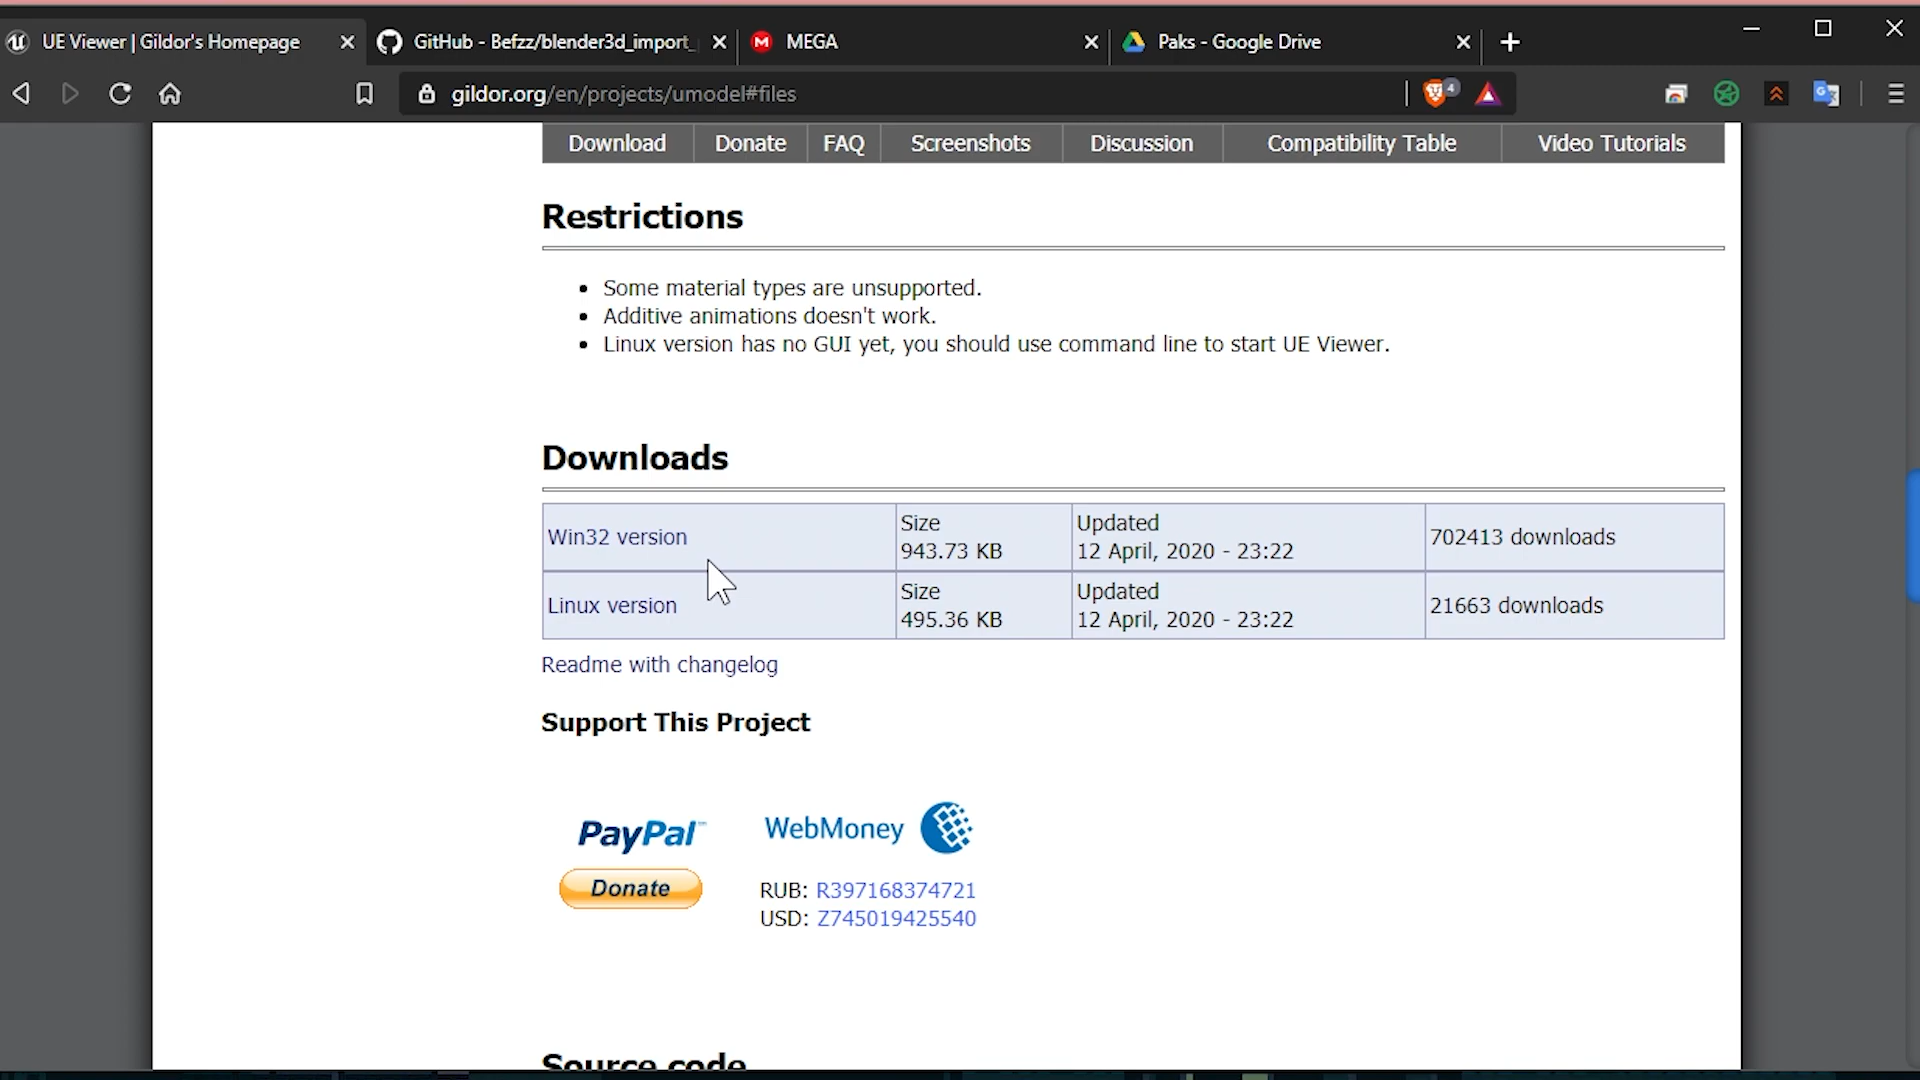 UE Viewer | Gildor's Homepage
GitHub - Befzz/blender3d_import_
MEGA
Paks - Google Drive
gildor.org/en/projects/umodel#files
4
Download Donate FAQ Screenshots Discussion Compatibility Table Video Tutorials
Restrictions
Some material types are unsupported.
Additive animations doesn't work.
Linux version has no GUI yet, you should use command line to start UE Viewer.
Downloads
Win32 version
Size
943.73 KB
Updated
12 April, 2020 - 23:22
702413 downloads
Linux version
Size
495.36 KB
Updated
12 April, 2020 - 23:22
21663 downloads
Readme with changelog
Support This Project
PayPal
Donate
WebMoney
RUB: R397168374721
USD: Z745019425540
Source code